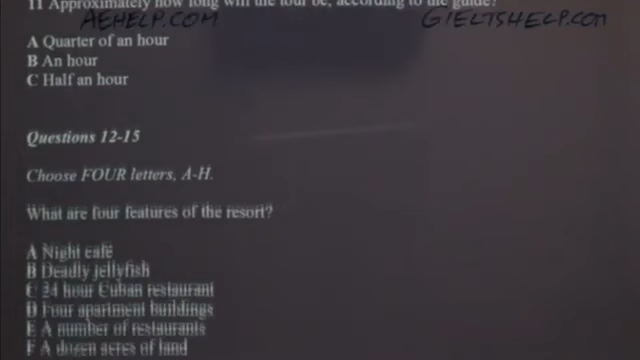 11 Approximately how long will the tour be, according to the guide?
AEHELP.COM
GIELTSHELP.COM
A Quarter of an hour
B An hour
C Half an hour
Questions 12-15
Choose FOUR letters, A-H.
What are four features of the resort?
A Night café
B Deadly jellyfish
C 24 hour Cuban restaurant
D Four apartment buildings
E A number of restaurants
F A dozen acres of land